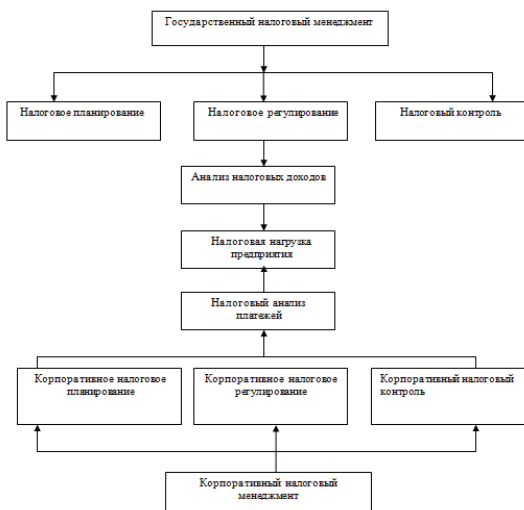 Государственный налоговый менеджмент
Налоговое планирование
Налоговое регулирование
Налоговый контроль
Анализ налоговых доходов
Налоговая нагрузка
предприятия
Налоговый анализ
платежей
Корпоративное налоговое
планирование
Корпоративное налоговое
регулирование
Корпоративный налоговый
контроль
Корпоративный налоговый
менеджмент